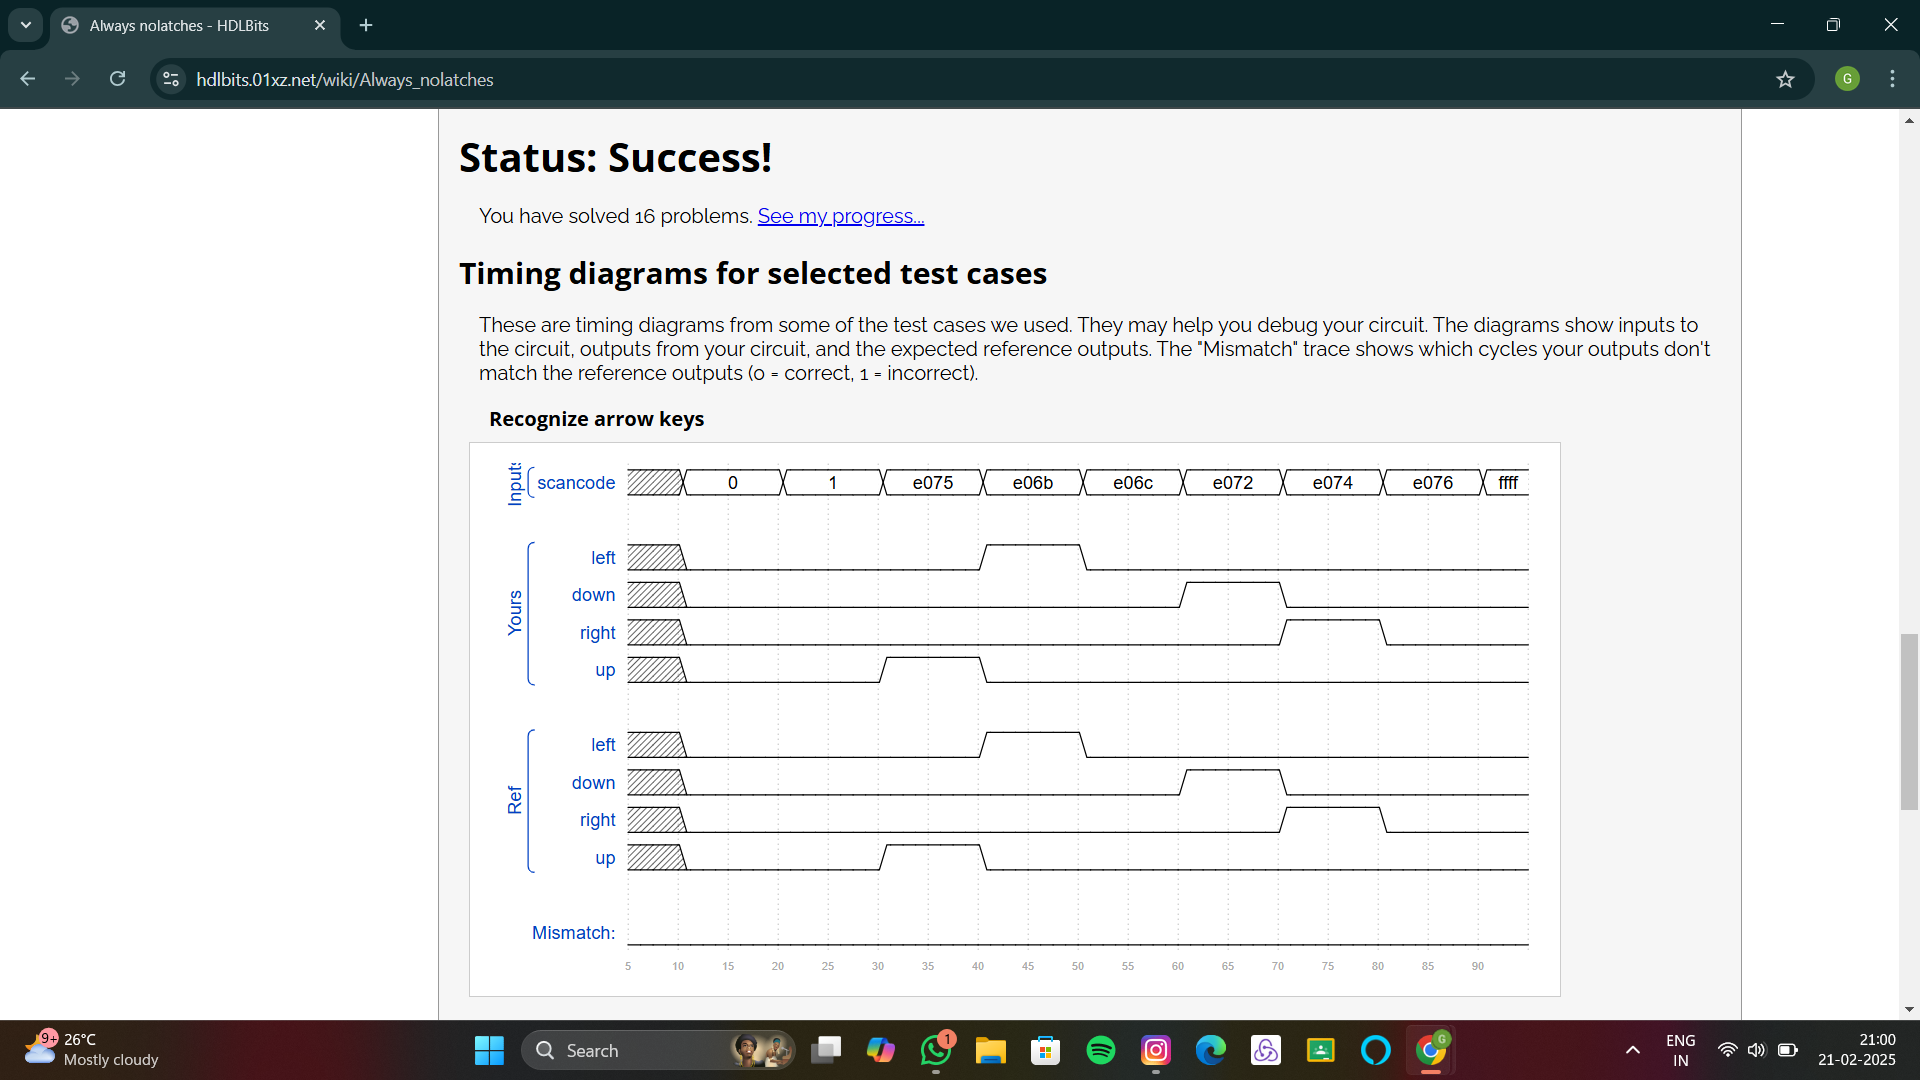 Always nolatches - HDLBits
hdlbits.01xz.net/wiki/Always_nolatches
G
Status: Success!
You have solved 16 problems. See my progress...
Timing diagrams for selected test cases
These are timing diagrams from some of the test cases we used. They may help you debug your circuit. The diagrams show inputs to
the circuit, outputs from your circuit, and the expected reference outputs. The "Mismatch" trace shows which cycles your outputs don't
match the reference outputs (0 = correct, 1 = incorrect).
Recognize arrow keys
Inputs
scancode 0 1 e075 e06b e06c e072 e074 e076 ffff
Yours
left
down
right
up
Ref
left
down
right
up
Mismatch:
5 10 15 20 25 30 35 40 45 50 55 60 65 70 75 80 85 90
9+ 26°C
Mostly cloudy
Search
1
G
ENG
IN
21:00
21-02-2025